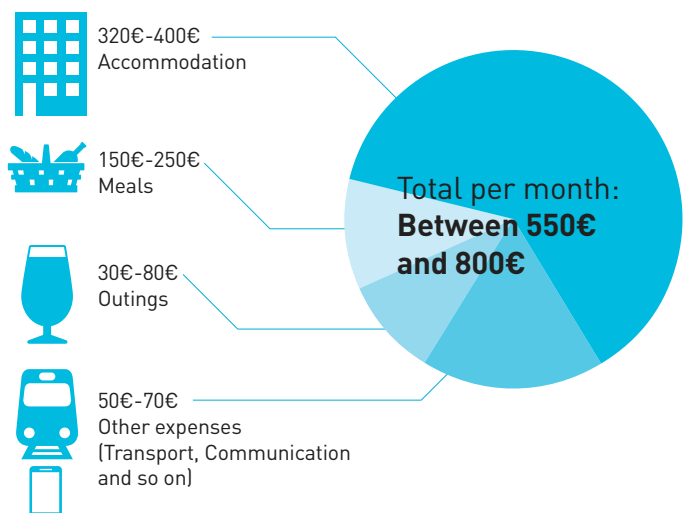 320€-400€
Accommodation
150€-250€
Meals
30€-80€
Outings
50€-70€
Other expenses
(Transport, Communication
and so on)
Total per month:
Between 550€
and 800€